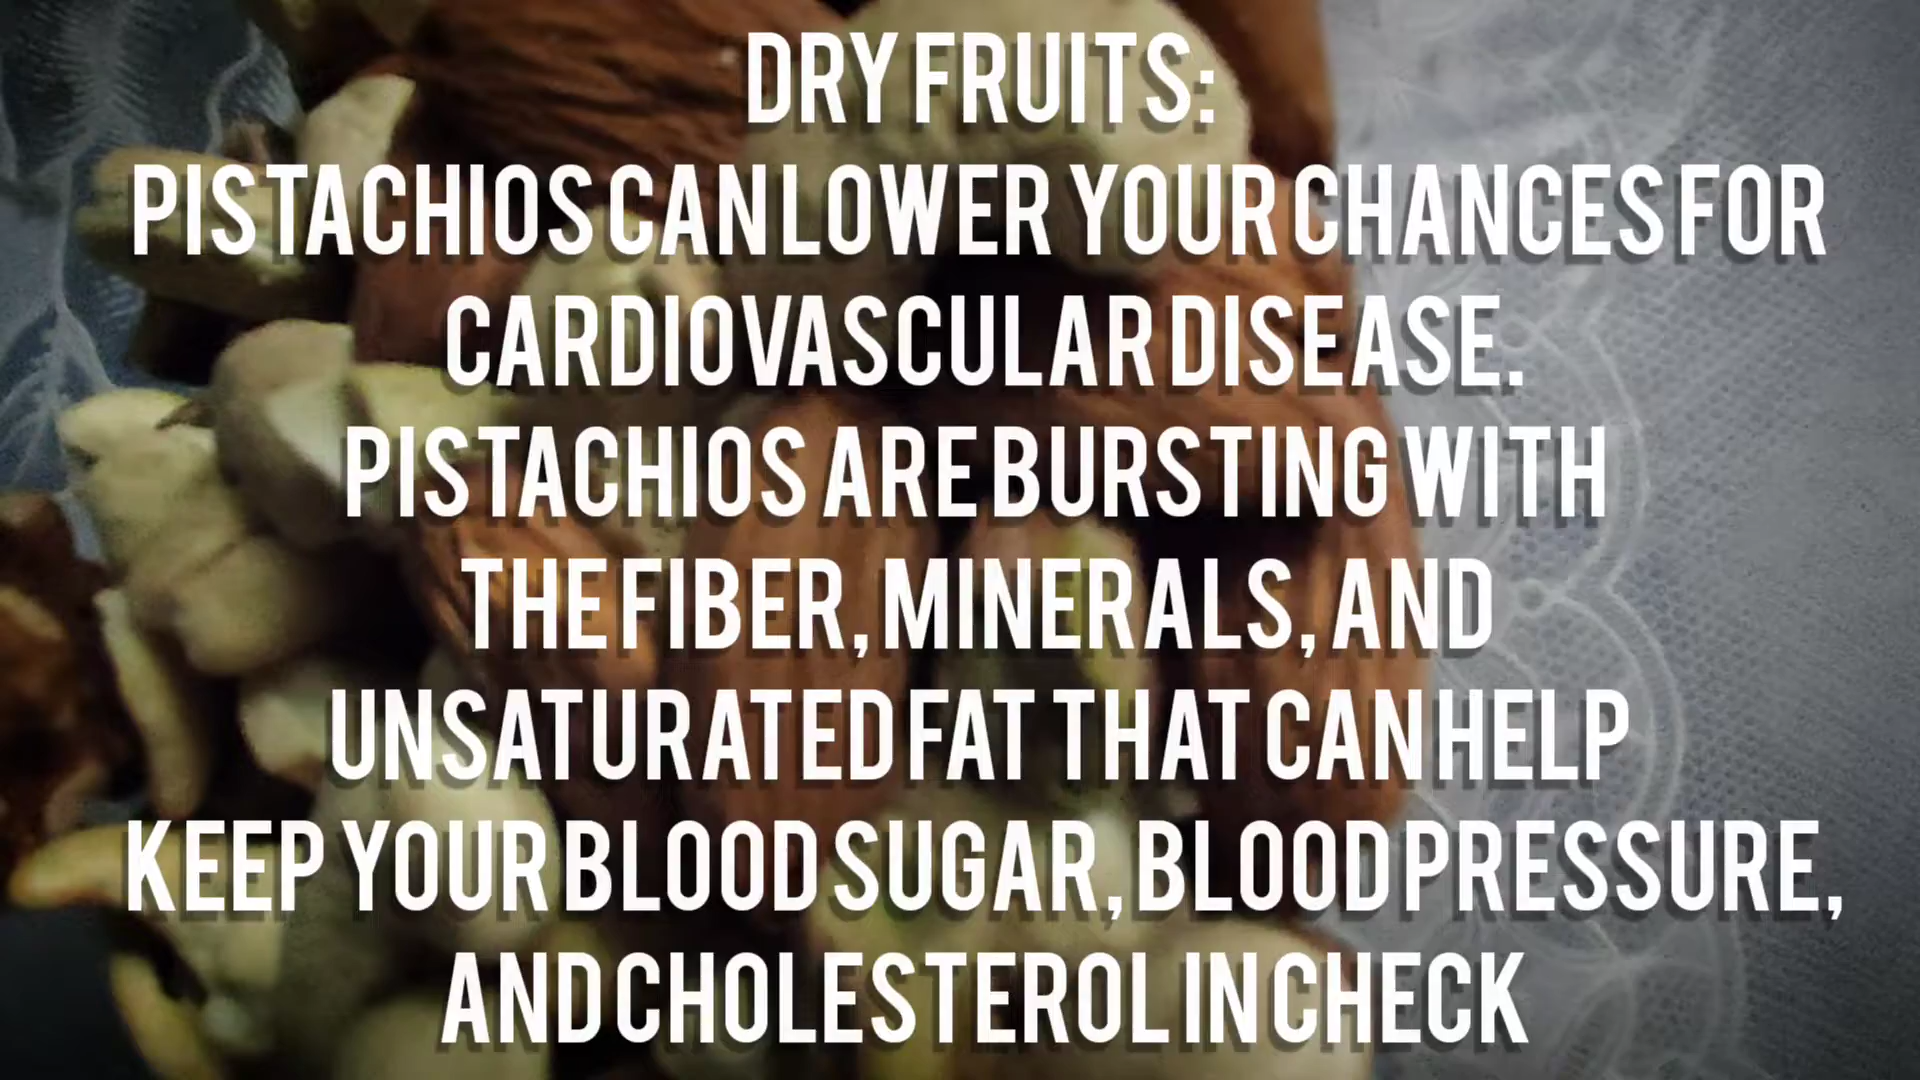 DRY FRUITS:
PISTACHIOS CAN LOWER YOUR CHANCES FOR
CARDIOVASCULAR DISEASE.
PISTACHIOS ARE BURSTING WITH
THE FIBER, MINERALS, AND
UNSATURATED FAT THAT CAN HELP
KEEP YOUR BLOOD SUGAR, BLOOD PRESSURE,
AND CHOLESTEROL IN CHECK